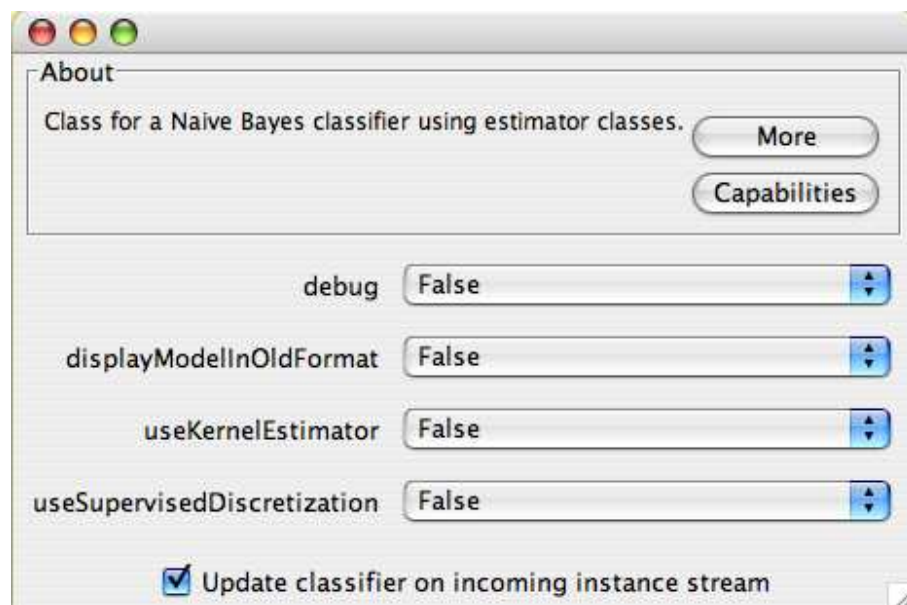 About
Class for a Naive Bayes classifier using estimator classes.
More
Capabilities
debug False
displayModelInOldFormat False
useKernelEstimator False
useSupervisedDiscretization False
Update classifier on incoming instance stream